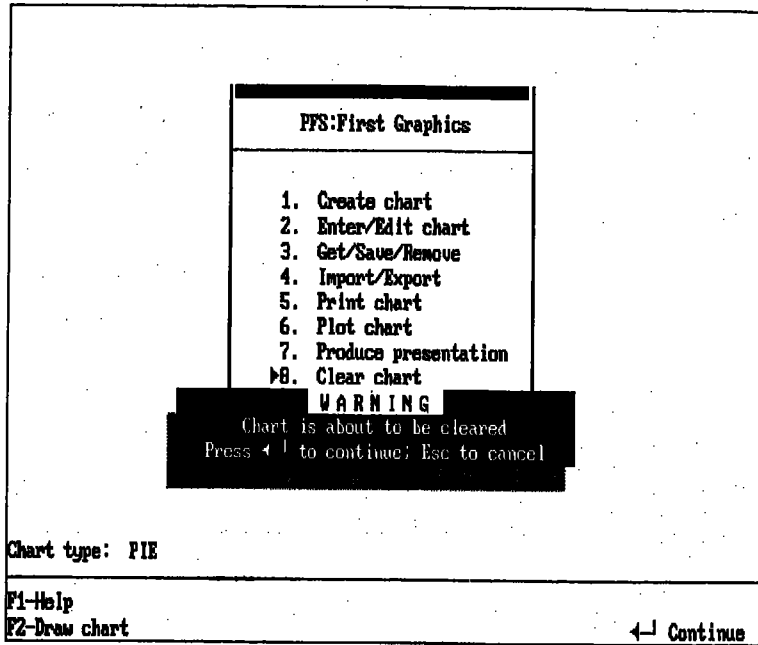 PFS:First Graphics
1. Create chart
2. Enter/Edit chart
3. Get/Save/Remove
4. Import/Export
5. Print chart
6. Plot chart
7. Produce presentation
▶8. Clear chart
WARNING
Chart is about to be cleared
Press ◄┘ to continue; Esc to cancel
Chart type: PIE
F1-Help
F2-Draw chart
◄┘ Continue